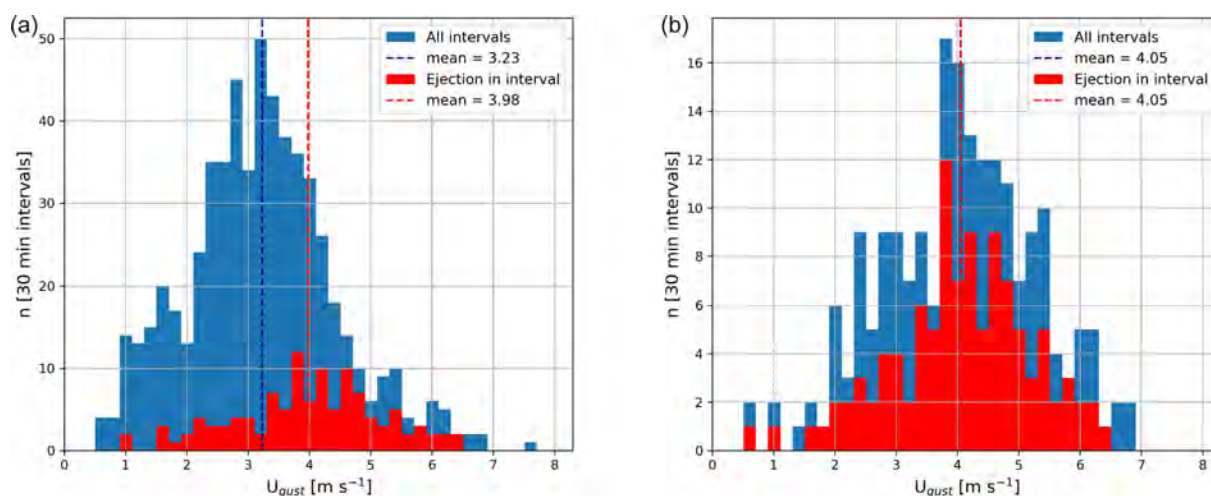 (a)
All intervals
mean = 3.23
Ejection in interval
mean = 3.98
50
40
30
20
10
0
n [30 min intervals]
0 1 2 3 4 5 6 7 8
U_gust [m s⁻¹]
(b)
All intervals
mean = 4.05
Ejection in interval
mean = 4.05
16
14
12
10
8
6
4
2
0
n [30 min intervals]
0 1 2 3 4 5 6 7 8
U_gust [m s⁻¹]